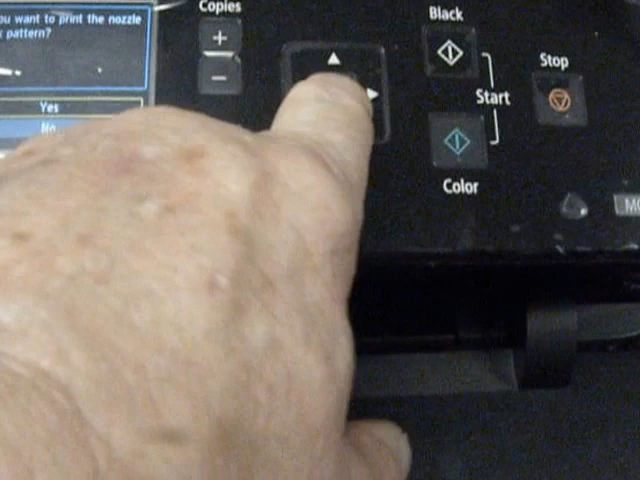 ou want to print the nozzle
k pattern?
Yes
No
Copies
+
−
Black
Stop
Start
Color